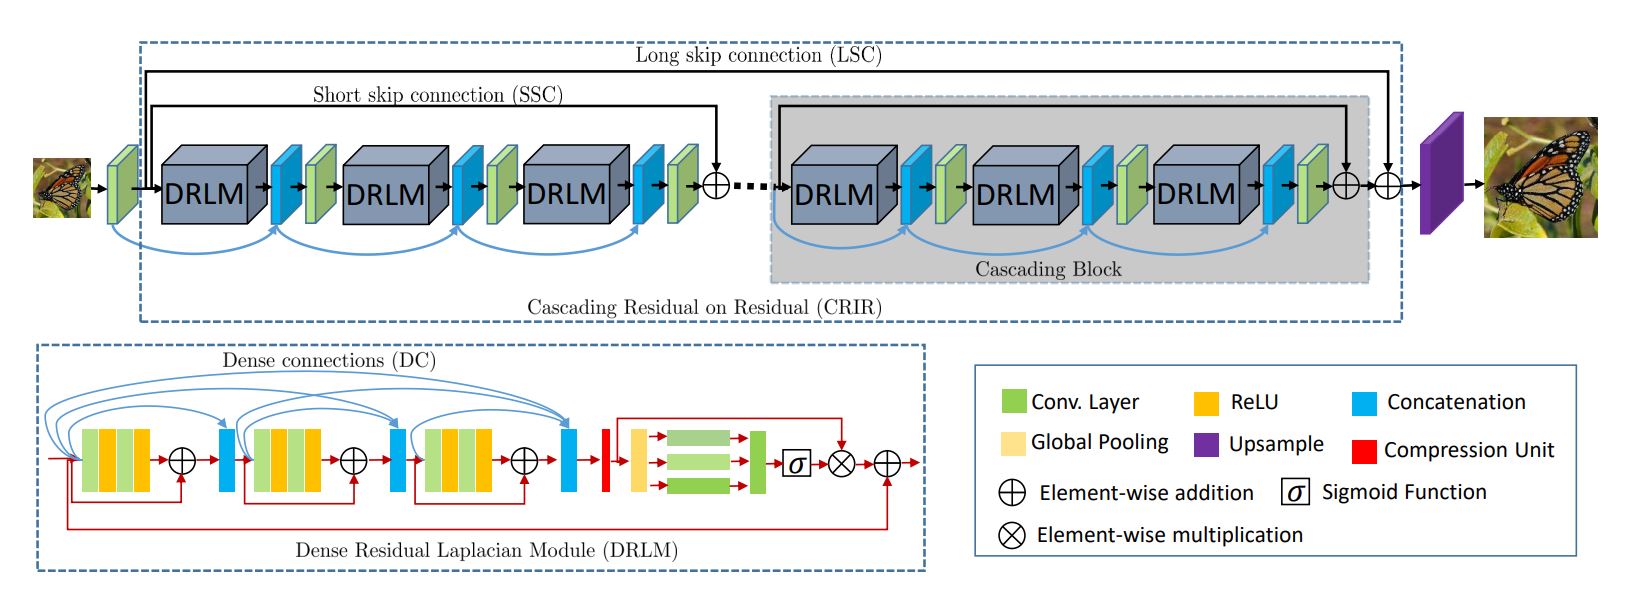 Long skip connection (LSC)
Short skip connection (SSC)
DRLM DRLM DRLM DRLM DRLM DRLM
Cascading Block
Cascading Residual on Residual (CRIR)
Dense connections (DC)
σ
Dense Residual Laplacian Module (DRLM)
Conv. Layer ReLU Concatenation
Global Pooling Upsample Compression Unit
Element-wise addition σ Sigmoid Function
Element-wise multiplication